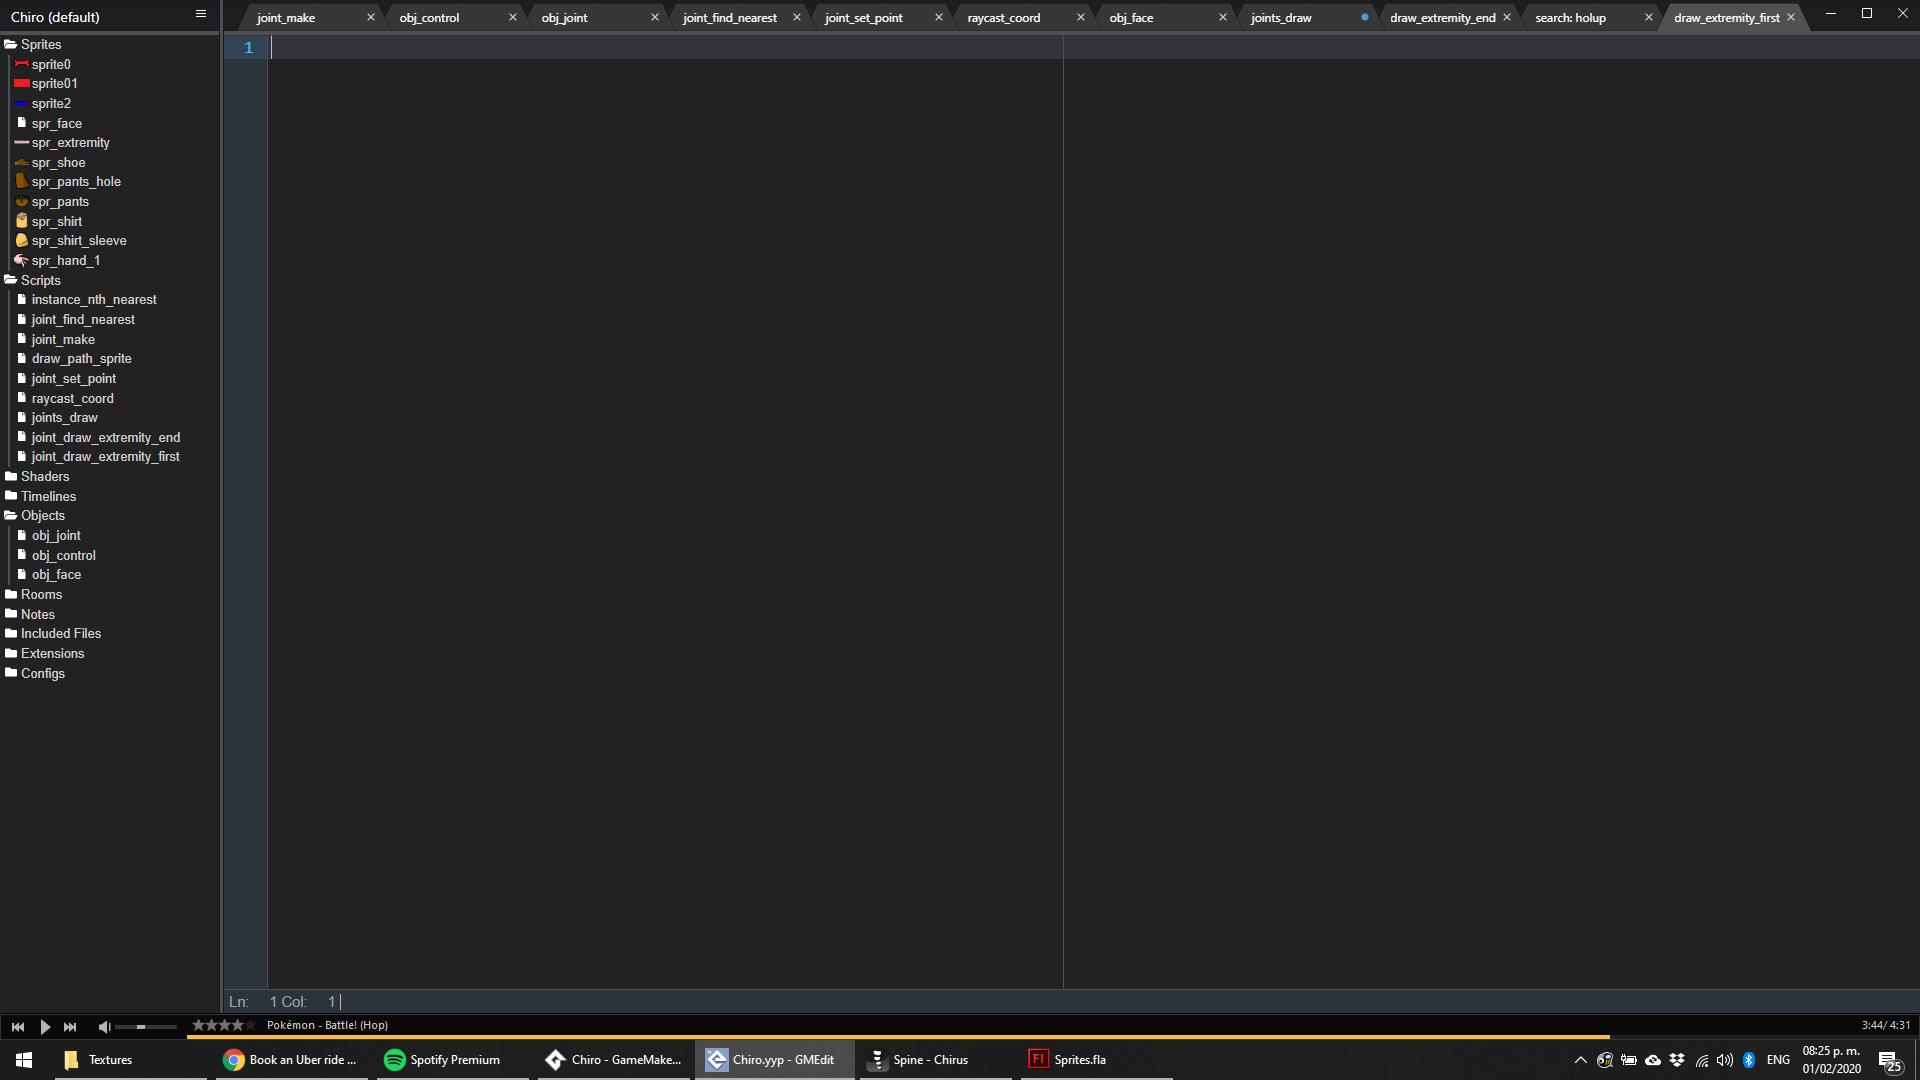 Chiro (default)
joint_make
obj_control
obj_joint
joint_find_nearest
joint_set_point
raycast_coord
obj_face
joints_draw
draw_extremity_end
search: holup
draw_extremity_first
1
Sprites
sprite0
sprite01
sprite2
spr_face
spr_extremity
spr_shoe
spr_pants_hole
spr_pants
spr_shirt
spr_shirt_sleeve
spr_hand_1
Scripts
instance_nth_nearest
joint_find_nearest
joint_make
draw_path_sprite
joint_set_point
raycast_coord
joints_draw
joint_draw_extremity_end
joint_draw_extremity_first
Shaders
Timelines
Objects
obj_joint
obj_control
obj_face
Rooms
Notes
Included Files
Extensions
Configs
Ln: 1 Col: 1
Pokémon - Battle! (Hop)
3:44/ 4:31
Textures
Book an Uber ride ...
Spotify Premium
Chiro - GameMake...
Chiro.yyp - GMEdit
Spine - Chirus
Fl
Sprites.fla
ENG
08:25 p. m.
01/02/2020
25